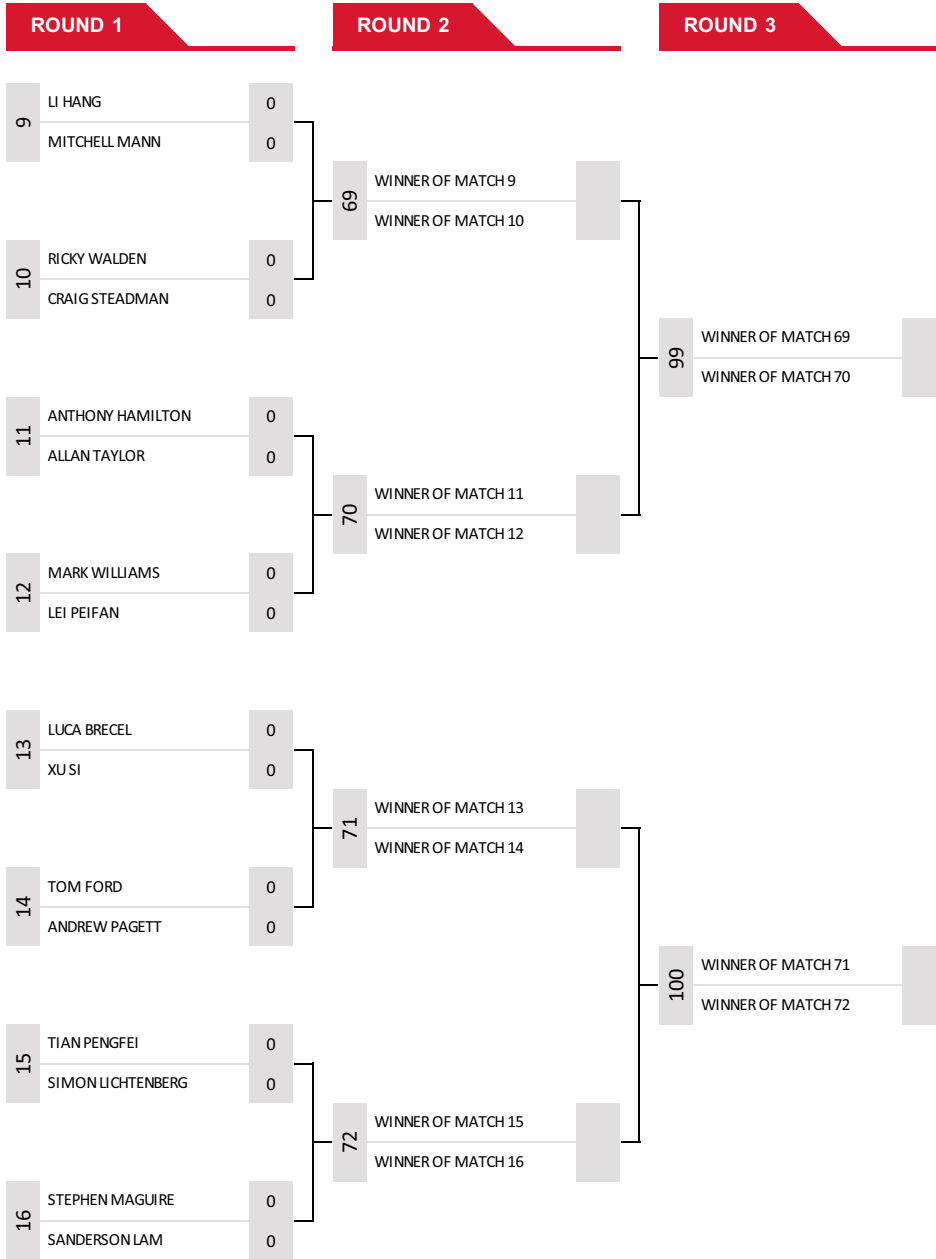 ROUND 1
ROUND 2
ROUND 3
9
LI HANG
0
MITCHELL MANN
0
69
WINNER OF MATCH 9
WINNER OF MATCH 10
10
RICKY WALDEN
0
CRAIG STEADMAN
0
99
WINNER OF MATCH 69
WINNER OF MATCH 70
11
ANTHONY HAMILTON
0
ALLAN TAYLOR
0
70
WINNER OF MATCH 11
WINNER OF MATCH 12
12
MARK WILLIAMS
0
LEI PEIFAN
0
13
LUCA BRECEL
0
XU SI
0
71
WINNER OF MATCH 13
WINNER OF MATCH 14
14
TOM FORD
0
ANDREW PAGETT
0
100
WINNER OF MATCH 71
WINNER OF MATCH 72
15
TIAN PENGFEI
0
SIMON LICHTENBERG
0
72
WINNER OF MATCH 15
WINNER OF MATCH 16
16
STEPHEN MAGUIRE
0
SANDERSON LAM
0